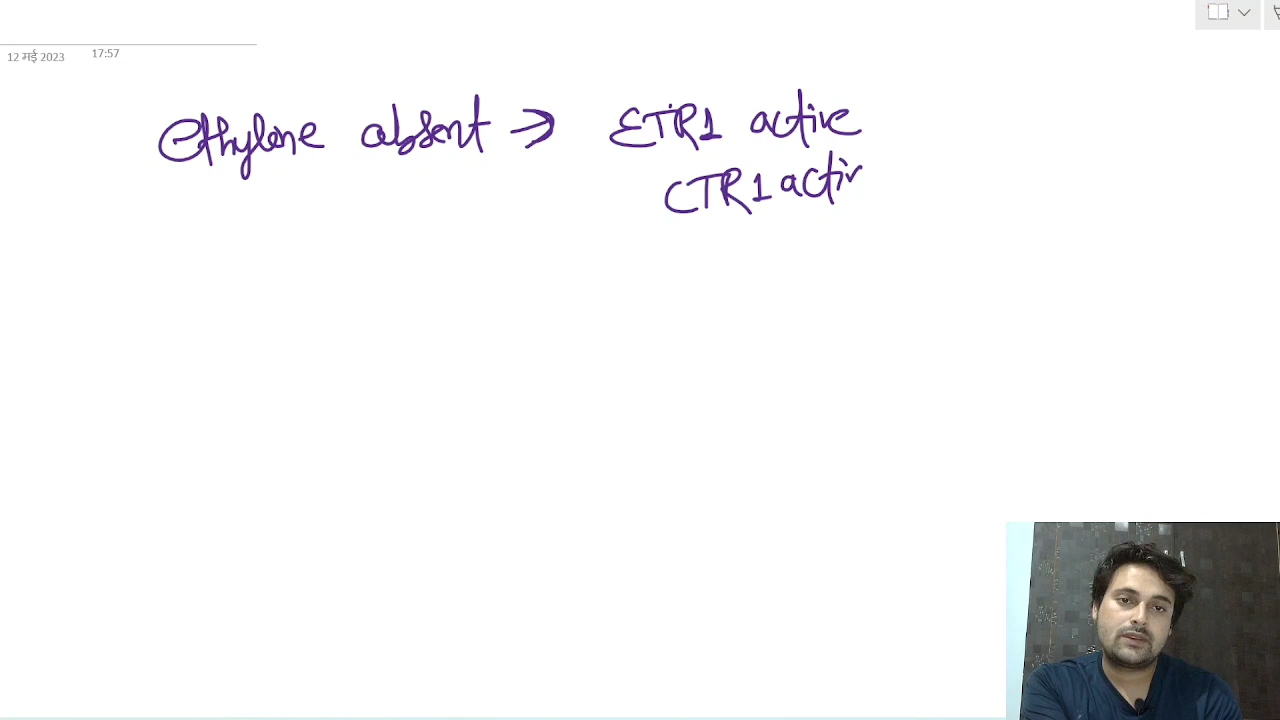 12 मई 2023 17:57
ethylene absent → ETR1 active
CTR1 activ